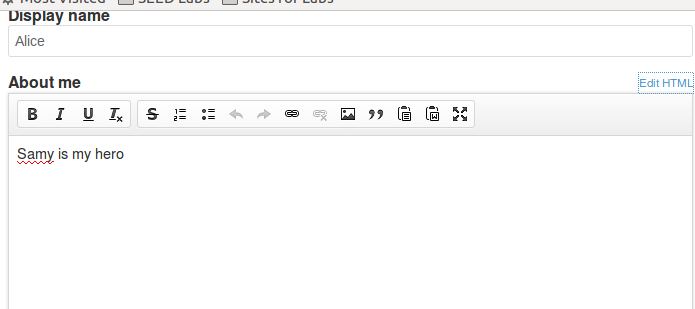 Most Visited SEED Labs Sites for Labs
Display name
Alice
About me
Edit HTML
B I U Tx S
Samy is my hero